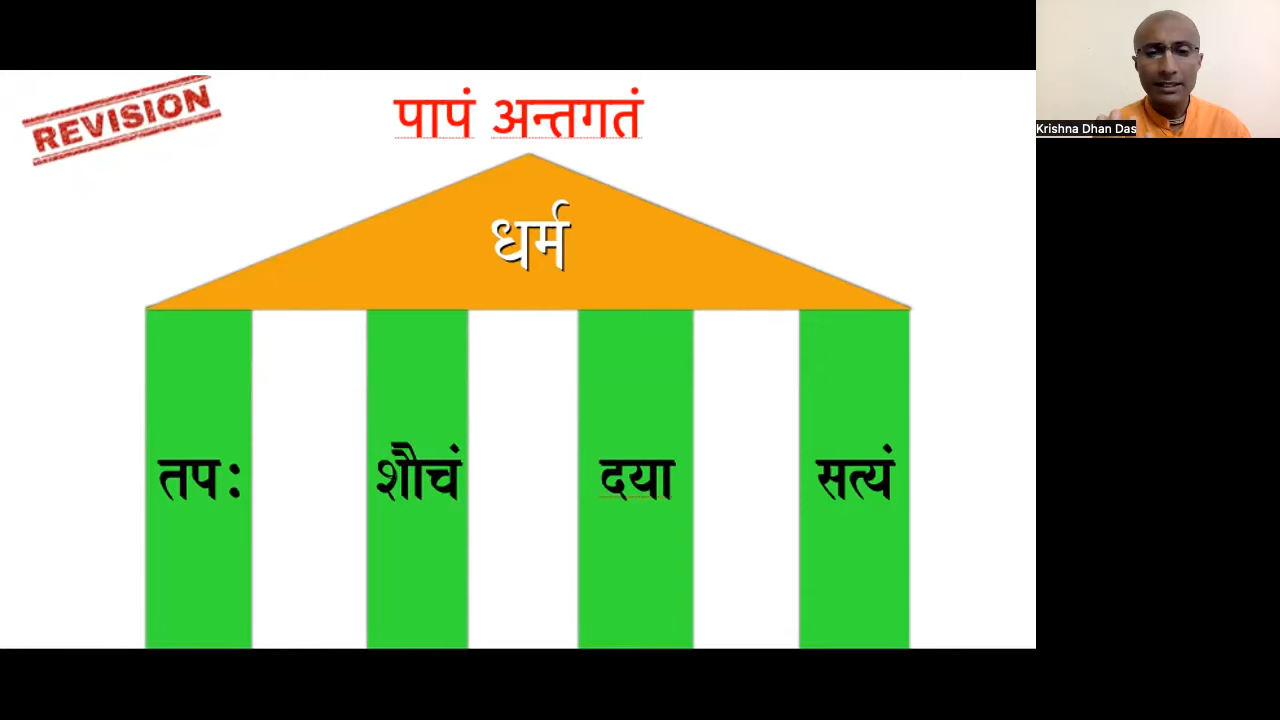 REVISION
पापं अन्तगतं
धर्म
तपः शौचं दया सत्यं
Krishna Dhan Das